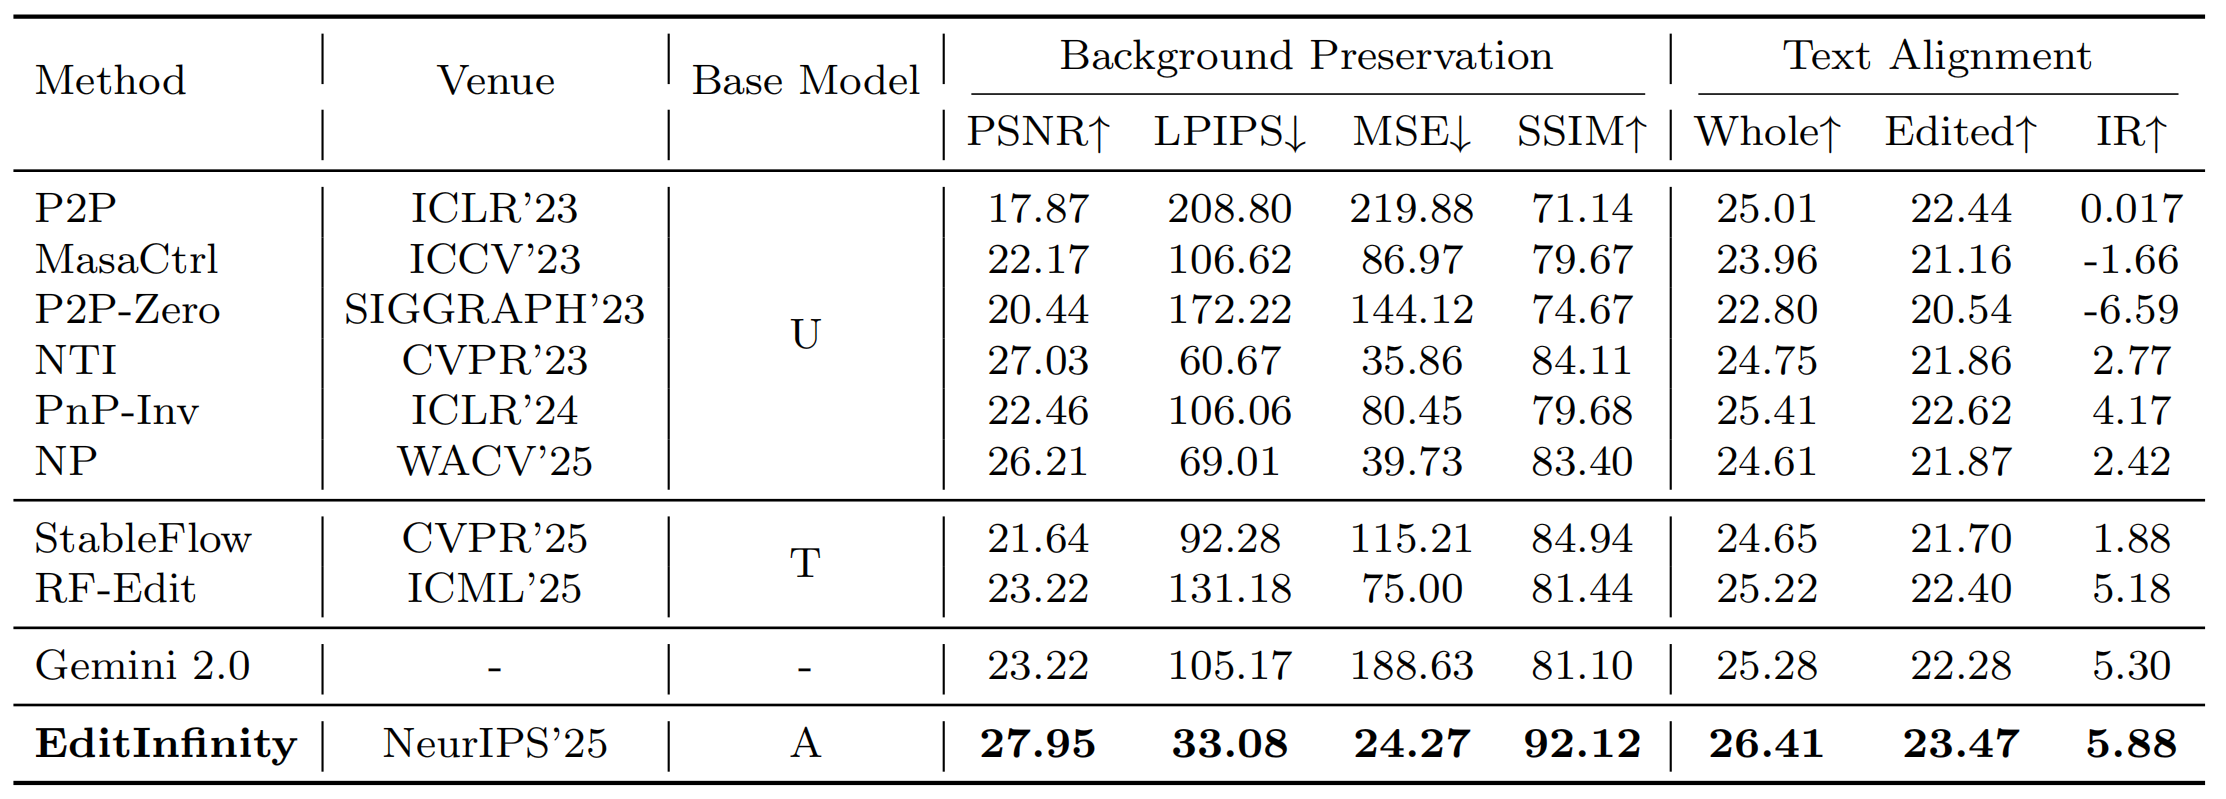 Method Venue Base Model Background Preservation Text Alignment
PSNR↑ LPIPS↓ MSE↓ SSIM↑ Whole↑ Edited↑ IR↑
P2P ICLR'23 17.87 208.80 219.88 71.14 25.01 22.44 0.017
MasaCtrl ICCV'23 22.17 106.62 86.97 79.67 23.96 21.16 -1.66
P2P-Zero SIGGRAPH'23 20.44 172.22 144.12 74.67 22.80 20.54 -6.59
U
NTI CVPR'23 27.03 60.67 35.86 84.11 24.75 21.86 2.77
PnP-Inv ICLR'24 22.46 106.06 80.45 79.68 25.41 22.62 4.17
NP WACV'25 26.21 69.01 39.73 83.40 24.61 21.87 2.42
StableFlow CVPR'25 21.64 92.28 115.21 84.94 24.65 21.70 1.88
T
RF-Edit ICML'25 23.22 131.18 75.00 81.44 25.22 22.40 5.18
Gemini 2.0 - - 23.22 105.17 188.63 81.10 25.28 22.28 5.30
EditInfinity NeurIPS'25 A 27.95 33.08 24.27 92.12 26.41 23.47 5.88